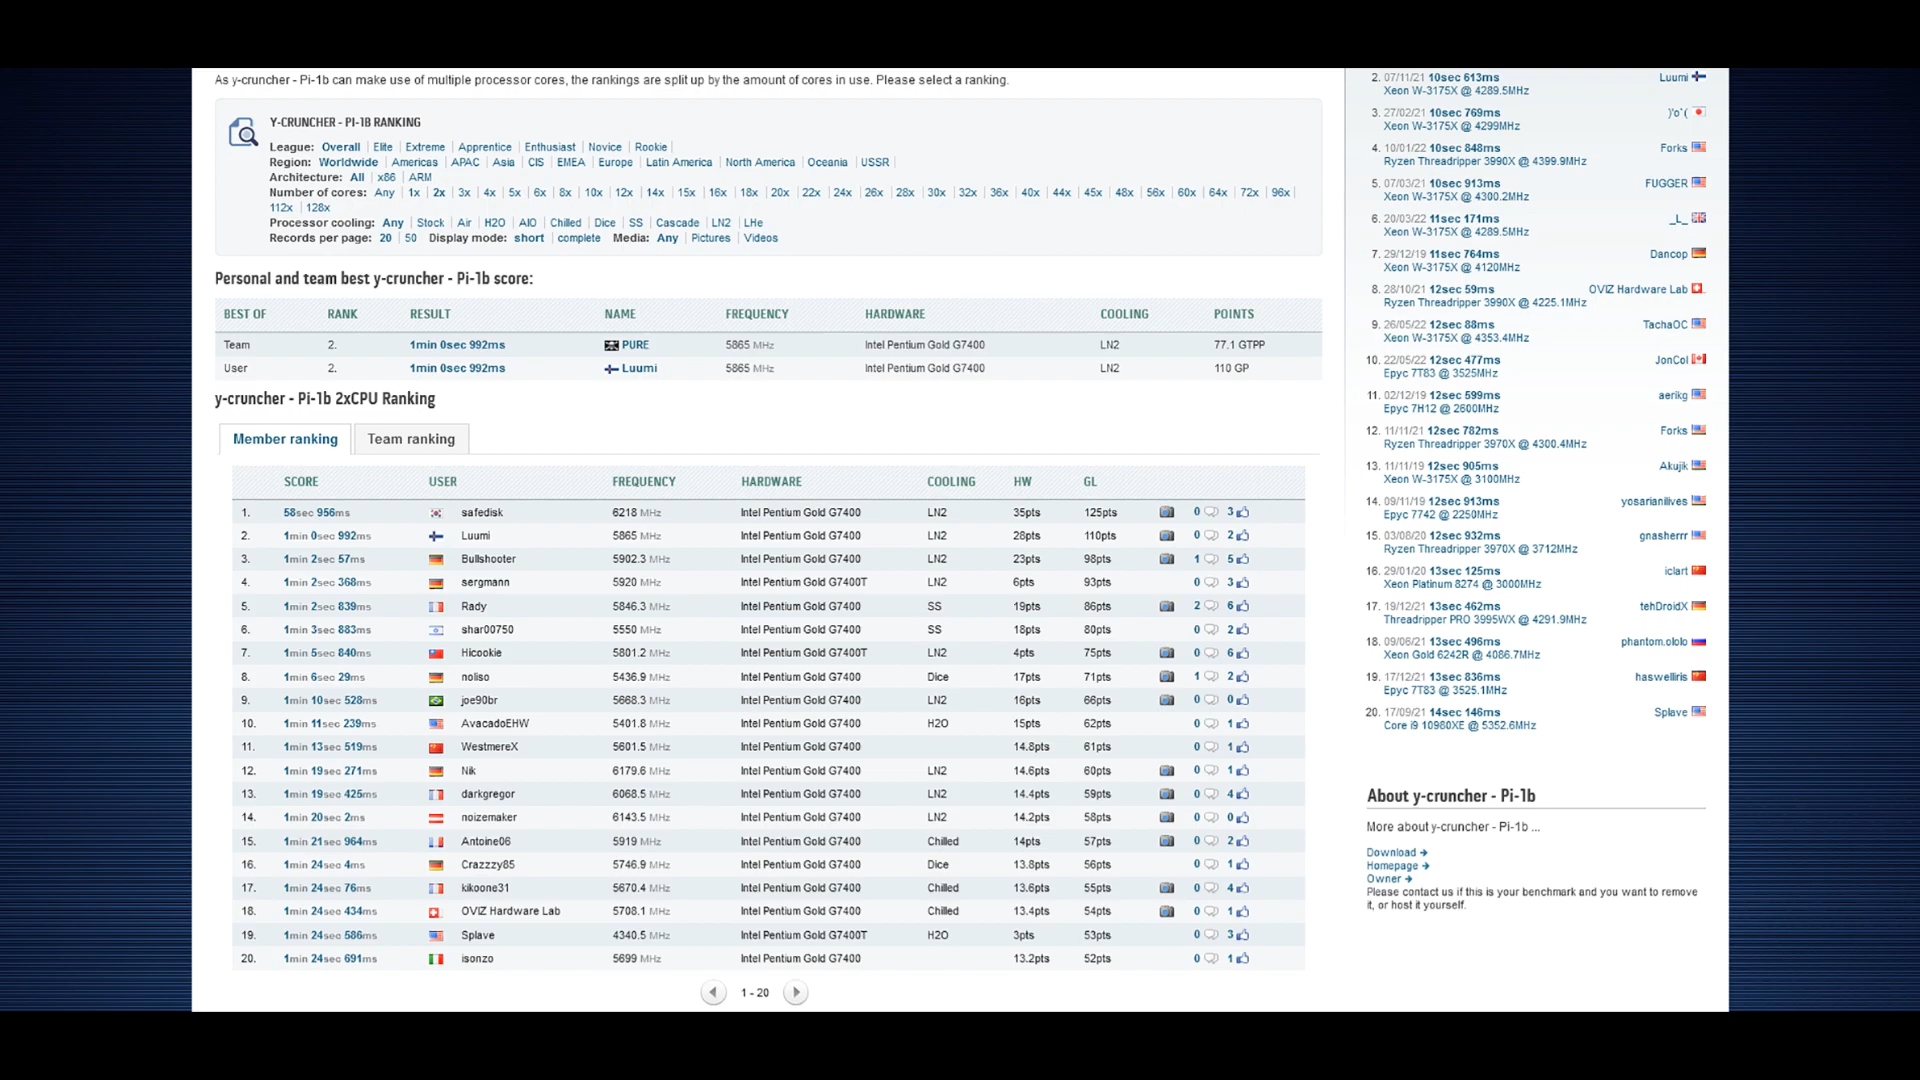 As y-cruncher - Pi-1b can make use of multiple processor cores, the rankings are split up by the amount of cores in use. Please select a ranking.
Y-CRUNCHER - PI-1B RANKING
League: Overall | Elite | Extreme | Apprentice | Enthusiast | Novice | Rookie |
Region: Worldwide | Americas | APAC | Asia | CIS | EMEA | Europe | Latin America | North America | Oceania | USSR |
Architecture: All | x86 | ARM
Number of cores: Any | 1x | 2x | 3x | 4x | 5x | 6x | 8x | 10x | 12x | 14x | 15x | 16x | 18x | 20x | 22x | 24x | 26x | 28x | 30x | 32x | 36x | 40x | 44x | 45x | 48x | 56x | 60x | 64x | 72x | 96x |
112x | 128x
Processor cooling: Any | Stock | Air | H2O | AIO | Chilled | Dice | SS | Cascade | LN2 | LHe
Records per page: 20 | 50 Display mode: short | complete Media: Any | Pictures | Videos
Personal and team best y-cruncher - Pi-1b score:
BEST OF RANK RESULT NAME FREQUENCY HARDWARE COOLING POINTS
Team 2. 1min 0sec 992ms PURE 5865 MHz Intel Pentium Gold G7400 LN2 77.1 GTPP
User 2. 1min 0sec 992ms Luumi 5865 MHz Intel Pentium Gold G7400 LN2 110 GP
y-cruncher - Pi-1b 2xCPU Ranking
Member ranking Team ranking
SCORE USER FREQUENCY HARDWARE COOLING HW GL
1. 58sec 956ms safedisk 6218 MHz Intel Pentium Gold G7400 LN2 35pts 125pts 0 3
2. 1min 0sec 992ms Luumi 5865 MHz Intel Pentium Gold G7400 LN2 28pts 110pts 0 2
3. 1min 2sec 57ms Bullshooter 5902.3 MHz Intel Pentium Gold G7400 LN2 23pts 98pts 1 5
4. 1min 2sec 368ms sergmann 5920 MHz Intel Pentium Gold G7400T LN2 6pts 93pts 0 3
5. 1min 2sec 839ms Rady 5846.3 MHz Intel Pentium Gold G7400 SS 19pts 86pts 2 6
6. 1min 3sec 883ms shar00750 5550 MHz Intel Pentium Gold G7400 SS 18pts 80pts 0 2
7. 1min 5sec 840ms Hicookie 5801.2 MHz Intel Pentium Gold G7400T LN2 4pts 75pts 0 6
8. 1min 6sec 29ms noliso 5436.9 MHz Intel Pentium Gold G7400 Dice 17pts 71pts 1 2
9. 1min 10sec 528ms joe90br 5668.3 MHz Intel Pentium Gold G7400 LN2 16pts 66pts 0 0
10. 1min 11sec 239ms AvacadoEHW 5401.8 MHz Intel Pentium Gold G7400 H2O 15pts 62pts 0 1
11. 1min 13sec 519ms WestmereX 5601.5 MHz Intel Pentium Gold G7400 14.8pts 61pts 0 1
12. 1min 19sec 271ms Nik 6179.6 MHz Intel Pentium Gold G7400 LN2 14.6pts 60pts 0 1
13. 1min 19sec 425ms darkgregor 6068.5 MHz Intel Pentium Gold G7400 LN2 14.4pts 59pts 0 4
14. 1min 20sec 2ms noizemaker 6143.5 MHz Intel Pentium Gold G7400 LN2 14.2pts 58pts 0 0
15. 1min 21sec 964ms Antoine06 5919 MHz Intel Pentium Gold G7400 Chilled 14pts 57pts 0 2
16. 1min 24sec 4ms Crazzzy85 5746.9 MHz Intel Pentium Gold G7400 Dice 13.8pts 56pts 0 1
17. 1min 24sec 76ms kikoone31 5670.4 MHz Intel Pentium Gold G7400 Chilled 13.6pts 55pts 0 4
18. 1min 24sec 434ms OVIZ Hardware Lab 5708.1 MHz Intel Pentium Gold G7400 Chilled 13.4pts 54pts 0 1
19. 1min 24sec 586ms Splave 4340.5 MHz Intel Pentium Gold G7400T H2O 3pts 53pts 0 3
20. 1min 24sec 691ms isonzo 5699 MHz Intel Pentium Gold G7400 13.2pts 52pts 0 1
1 - 20
2. 07/11/21 10sec 613ms Luumi
Xeon W-3175X @ 4289.5MHz
3. 27/02/21 10sec 769ms )'o`(
Xeon W-3175X @ 4299MHz
4. 10/01/22 10sec 848ms Forks
Ryzen Threadripper 3990X @ 4399.9MHz
5. 07/03/21 10sec 913ms FUGGER
Xeon W-3175X @ 4300.2MHz
6. 20/03/22 11sec 171ms _L_
Xeon W-3175X @ 4289.5MHz
7. 29/12/19 11sec 764ms Dancop
Xeon W-3175X @ 4120MHz
8. 28/10/21 12sec 59ms OVIZ Hardware Lab
Ryzen Threadripper 3990X @ 4225.1MHz
9. 26/05/22 12sec 88ms TachaOC
Xeon W-3175X @ 4353.4MHz
10. 22/05/22 12sec 477ms JonCol
Epyc 7T83 @ 3525MHz
11. 02/12/19 12sec 599ms aerikg
Epyc 7H12 @ 2600MHz
12. 11/11/21 12sec 782ms Forks
Ryzen Threadripper 3970X @ 4300.4MHz
13. 11/11/19 12sec 905ms Akujik
Xeon W-3175X @ 3100MHz
14. 09/11/19 12sec 913ms yosarianilives
Epyc 7742 @ 2250MHz
15. 03/08/20 12sec 932ms gnasherrr
Ryzen Threadripper 3970X @ 3712MHz
16. 29/01/20 13sec 125ms iclart
Xeon Platinum 8274 @ 3000MHz
17. 19/12/21 13sec 462ms tehDroidX
Threadripper PRO 3995WX @ 4291.9MHz
18. 09/06/21 13sec 496ms phantom.ololo
Xeon Gold 6242R @ 4086.7MHz
19. 17/12/21 13sec 836ms haswelliris
Epyc 7T83 @ 3525.1MHz
20. 17/09/21 14sec 146ms Splave
Core i9 10980XE @ 5352.6MHz
About y-cruncher - Pi-1b
More about y-cruncher - Pi-1b ...
Download
Homepage
Owner
Please contact us if this is your benchmark and you want to remove
it, or host it yourself.